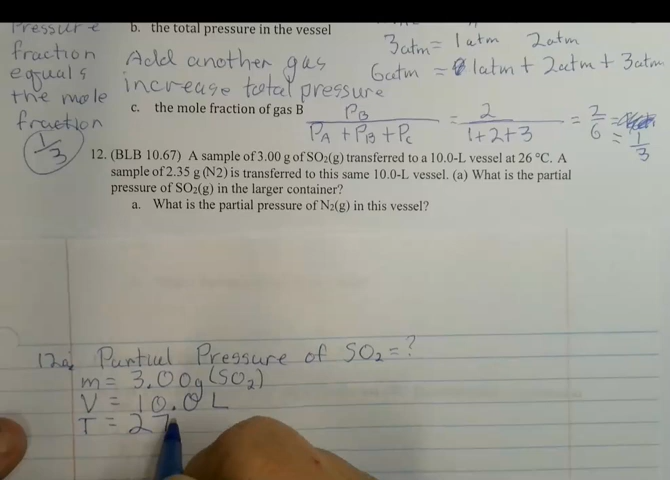 Pressure
fraction
equals
the mole
fraction
1/3
b. the total pressure in the vessel
3atm = 1atm 2atm
Add another gas
6atm = 1atm + 2atm + 3atm
increase total pressure
c. the mole fraction of gas B
P_B / P_A + P_B + P_C = 2 / 1+2+3 = 2/6 = 1/3
12. (BLB 10.67) A sample of 3.00 g of SO₂(g) transferred to a 10.0-L vessel at 26 °C. A
sample of 2.35 g (N2) is transferred to this same 10.0-L vessel. (a) What is the partial
pressure of SO₂(g) in the larger container?
a. What is the partial pressure of N₂(g) in this vessel?
12a. Partial Pressure of SO₂ = ?
m = 3.00g (SO₂)
V = 10.0 L
T = 27